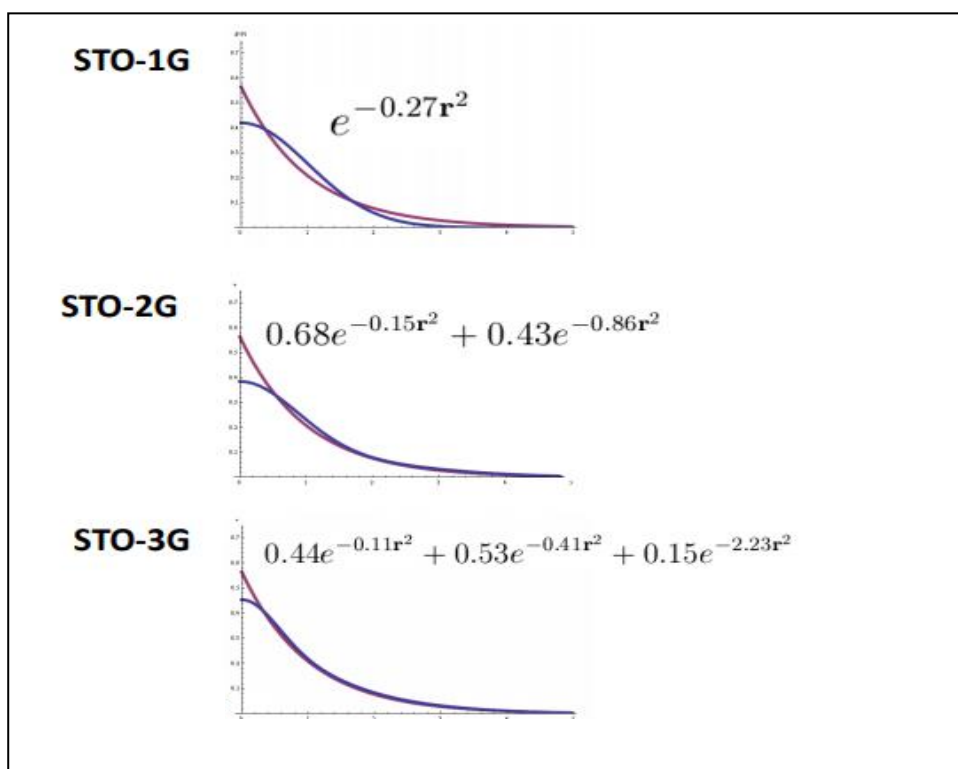 STO-1G
e^{-0.27r^2}
STO-2G
0.68e^{-0.15r^2} + 0.43e^{-0.86r^2}
STO-3G
0.44e^{-0.11r^2} + 0.53e^{-0.41r^2} + 0.15e^{-2.23r^2}